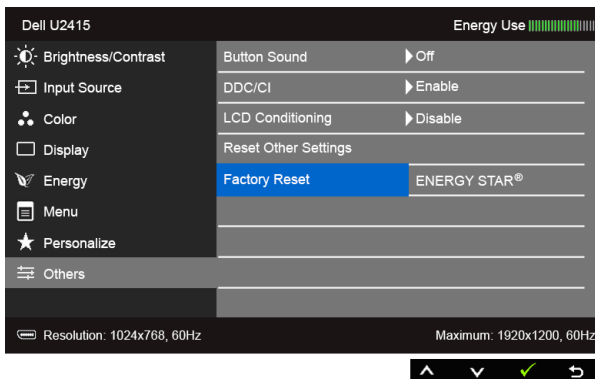 Dell U2415 Energy Use
Brightness/Contrast Button Sound Off
Input Source DDC/CI Enable
Color LCD Conditioning Disable
Display Reset Other Settings
Energy Factory Reset ENERGY STAR®
Menu
Personalize
Others
Resolution: 1024x768, 60Hz Maximum: 1920x1200, 60Hz